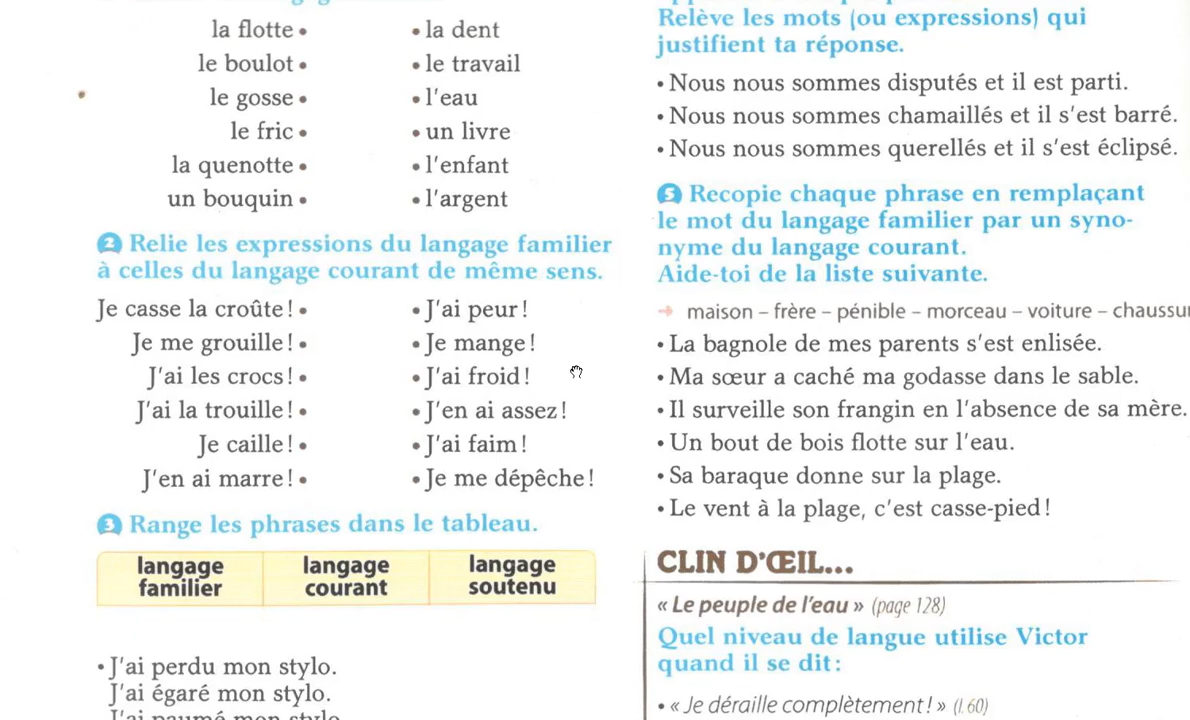 la flotte • • la dent
le boulot • • le travail
le gosse • • l'eau
le fric • • un livre
la quenotte • • l'enfant
un bouquin • • l'argent
2 Relie les expressions du langage familier
à celles du langage courant de même sens.
Je casse la croûte ! • • J'ai peur !
Je me grouille ! • • Je mange !
J'ai les crocs ! • • J'ai froid !
J'ai la trouille ! • • J'en ai assez !
Je caille ! • • J'ai faim !
J'en ai marre ! • • Je me dépêche !
3 Range les phrases dans le tableau.
langage langage langage
familier courant soutenu
• J'ai perdu mon stylo.
J'ai égaré mon stylo.
J'ai paumé mon stylo
Relève les mots (ou expressions) qui
justifient ta réponse.
• Nous nous sommes disputés et il est parti.
• Nous nous sommes chamaillés et il s'est barré.
• Nous nous sommes querellés et il s'est éclipsé.
5 Recopie chaque phrase en remplaçant
le mot du langage familier par un syno-
nyme du langage courant.
Aide-toi de la liste suivante.
➔ maison – frère – pénible – morceau – voiture –
• La bagnole de mes parents s'est enlisée.
• Ma sœur a caché ma godasse dans le sable.
• Il surveille son frangin en l'absence de sa mère.
• Un bout de bois flotte sur l'eau.
• Sa baraque donne sur la plage.
• Le vent à la plage, c'est casse-pied !
CLIN D'ŒIL...
« Le peuple de l'eau » (page 128)
Quel niveau de langue utilise Victor
quand il se dit :
• « Je déraille complètement ! » (l. 60)